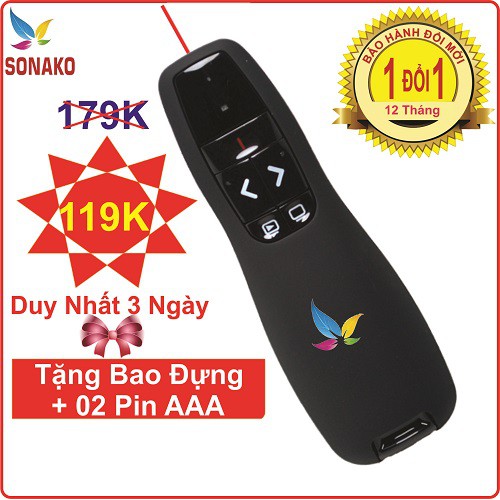 SONAKO
179K
119K
Duy Nhất 3 Ngày
Tặng Bao Đựng
+ 02 Pin AAA
BẢO HÀNH ĐỔI MỚI
1 ĐỔI 1
12 Tháng